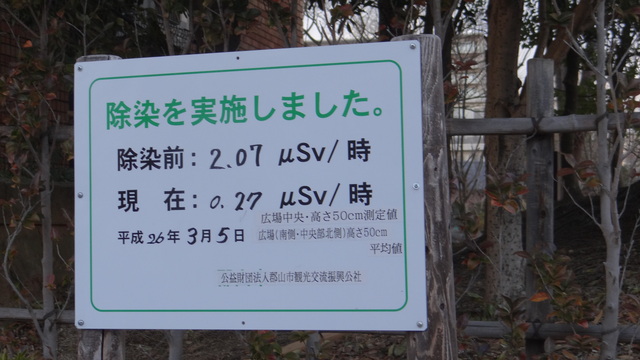 除染を実施しました。
除染前：2.07 μSv/時
現　在：0.27 μSv/時
広場中央・高さ50cm測定値
平成26年3月5日 広場(南側・中央部北側)高さ50cm
平均値
公益財団法人郡山市観光交流振興公社